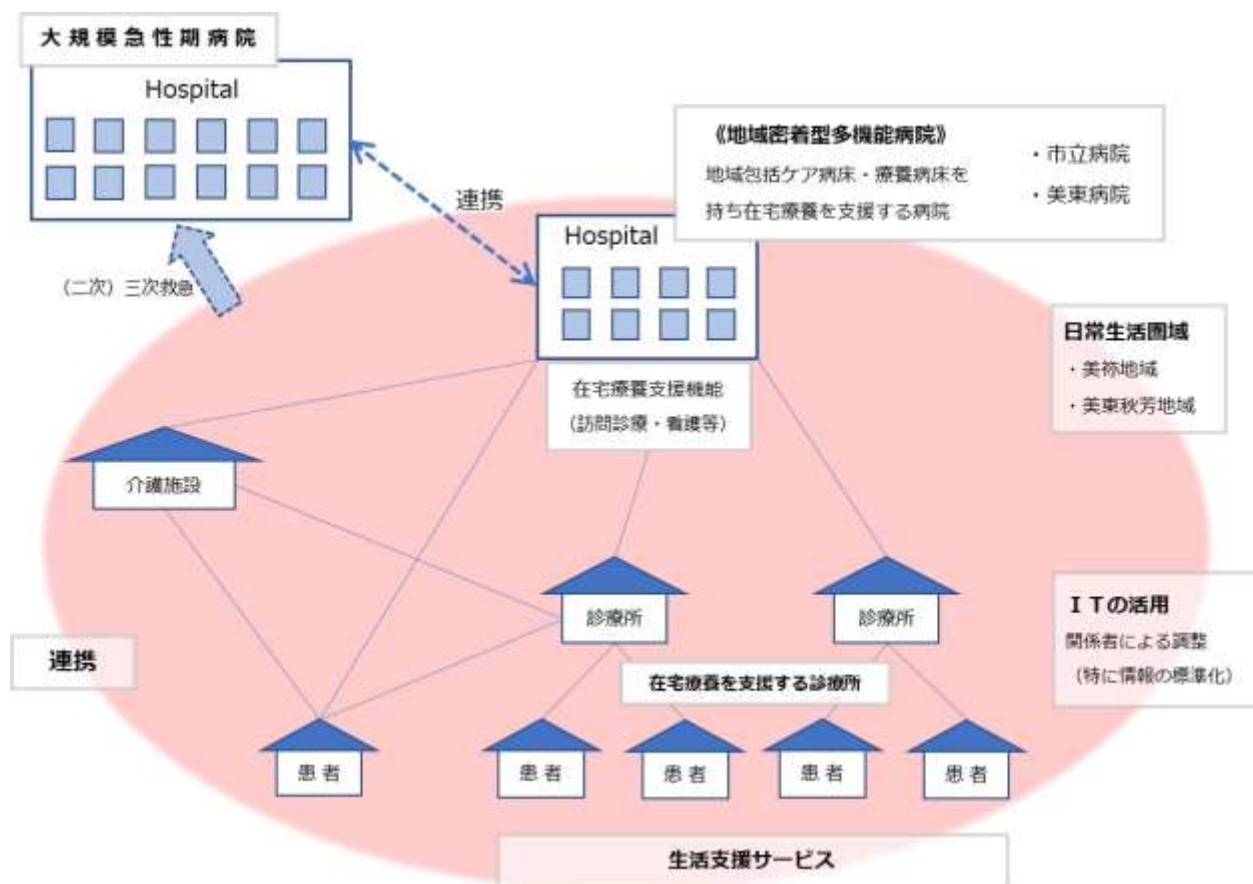 大規模急性期病院
Hospital
《地域密着型多機能病院》
地域包括ケア病床・療養病床を
持ち在宅療養を支援する病院
・市立病院
・美東病院
連携
Hospital
（二次）三次救急
日常生活圏域
・美祢地域
・美東秋芳地域
在宅療養支援機能
（訪問診療・看護等）
介護施設
診療所
診療所
ＩＴの活用
関係者による調整
（特に情報の標準化）
連携
在宅療養を支援する診療所
患者
患者
患者
患者
患者
生活支援サービス